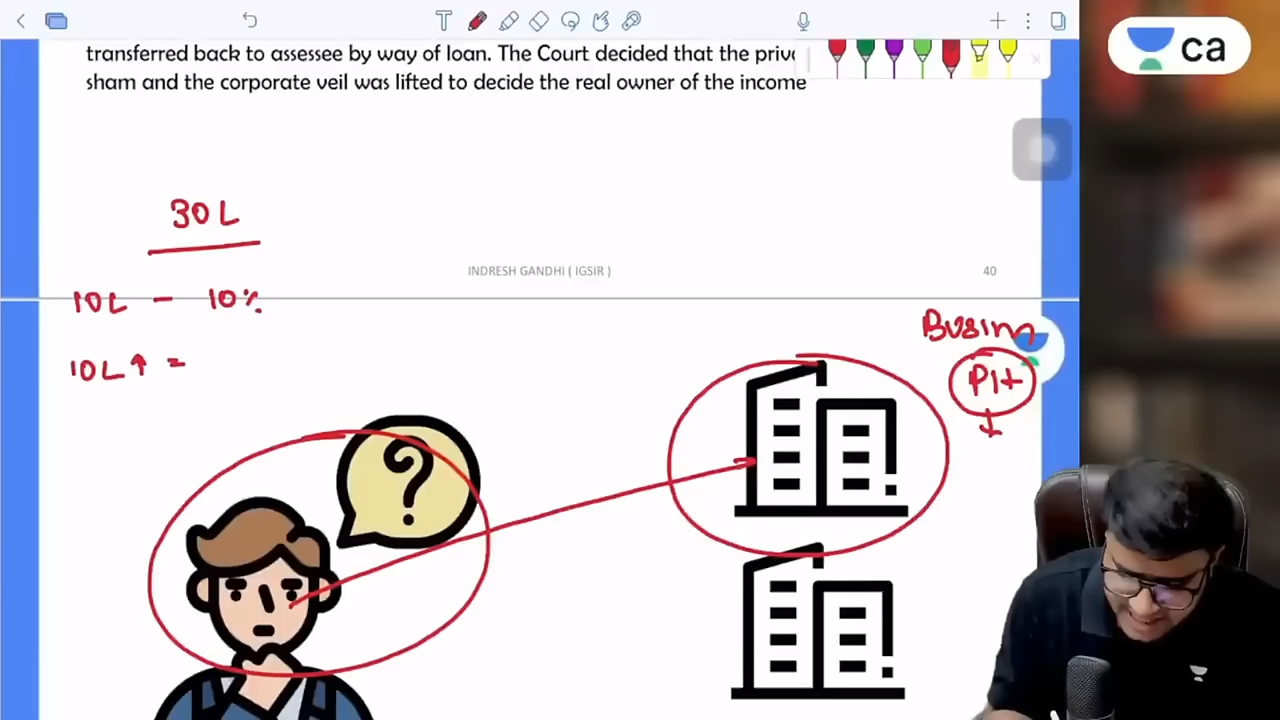 ca
transferred back to assessee by way of loan. The Court decided that the priva
sham and the corporate veil was lifted to decide the real owner of the income
30 L
INDRESH GANDHI ( IGSIR )
40
10L - 10%
Busin
10L↑ =
P/t
?